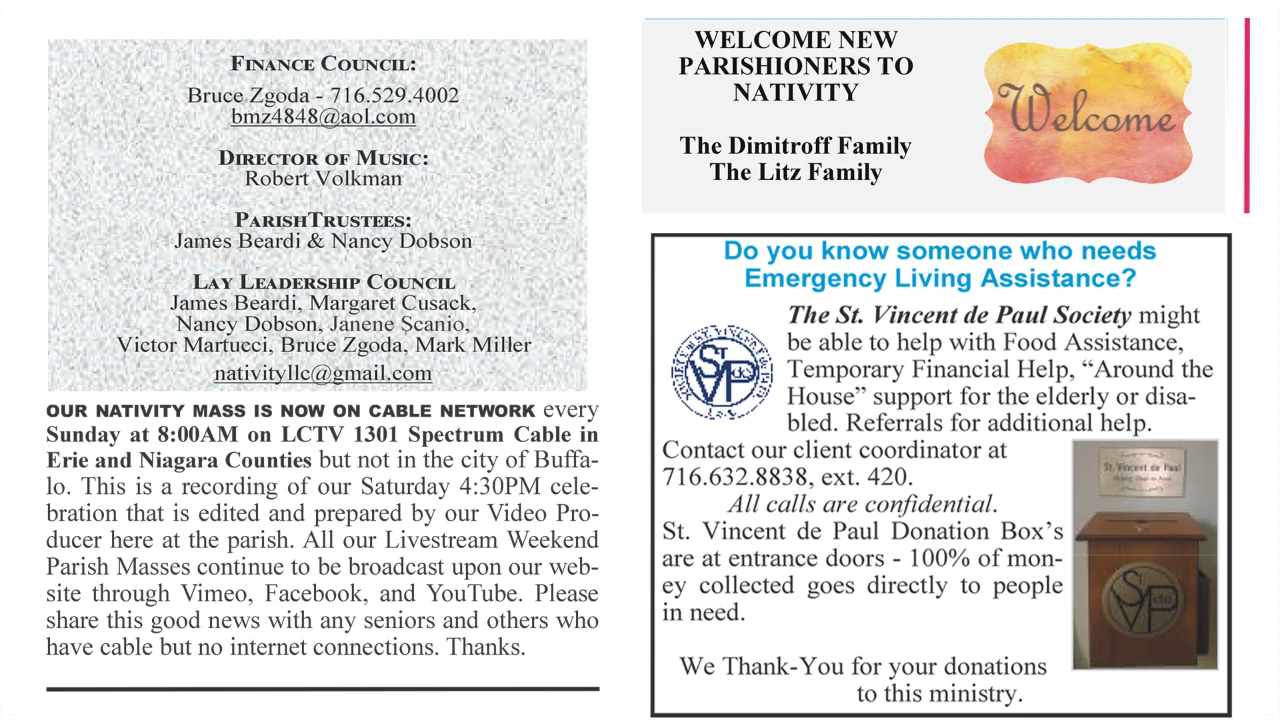 FINANCE COUNCIL:
Bruce Zgoda - 716.529.4002
bmz4848@aol.com
DIRECTOR OF MUSIC:
Robert Volkman
PARISHTRUSTEES:
James Beardi & Nancy Dobson
LAY LEADERSHIP COUNCIL
James Beardi, Margaret Cusack,
Nancy Dobson, Janene Scanio,
Victor Martucci, Bruce Zgoda, Mark Miller
nativityllc@gmail.com
OUR NATIVITY MASS IS NOW ON CABLE NETWORK every
Sunday at 8:00AM on LCTV 1301 Spectrum Cable in
Erie and Niagara Counties but not in the city of Buffa-
lo. This is a recording of our Saturday 4:30PM cele-
bration that is edited and prepared by our Video Pro-
ducer here at the parish. All our Livestream Weekend
Parish Masses continue to be broadcast upon our web-
site through Vimeo, Facebook, and YouTube. Please
share this good news with any seniors and others who
have cable but no internet connections. Thanks.
WELCOME NEW
PARISHIONERS TO
NATIVITY
The Dimitroff Family
The Litz Family
Welcome
Do you know someone who needs
Emergency Living Assistance?
The St. Vincent de Paul Society might
be able to help with Food Assistance,
Temporary Financial Help, “Around the
House” support for the elderly or disa-
bled. Referrals for additional help.
Contact our client coordinator at
716.632.8838, ext. 420.
All calls are confidential.
St. Vincent de Paul Donation Box’s
are at entrance doors - 100% of mon-
ey collected goes directly to people
in need.
We Thank-You for your donations
to this ministry.
St. Vincent de Paul